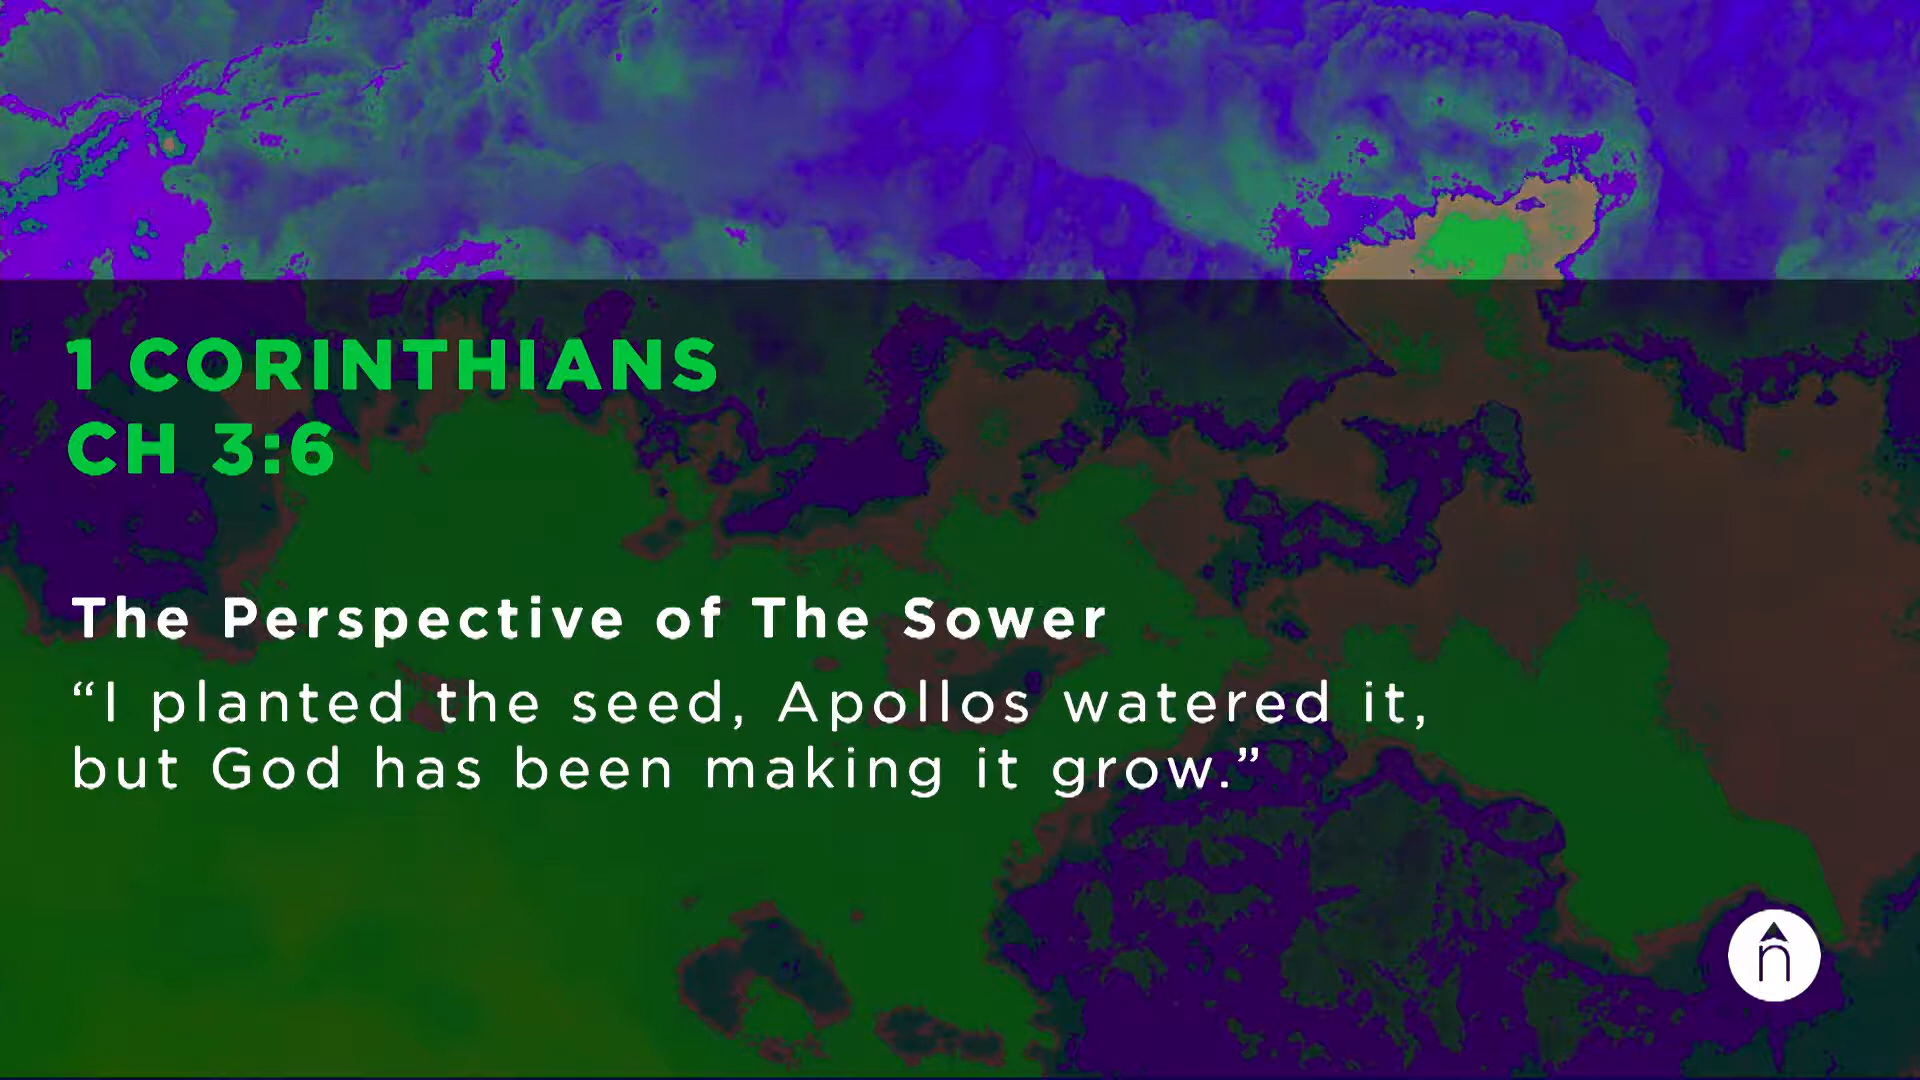 1 CORINTHIANS
CH 3:6
The Perspective of The Sower
“I planted the seed, Apollos watered it,
but God has been making it grow.”
n